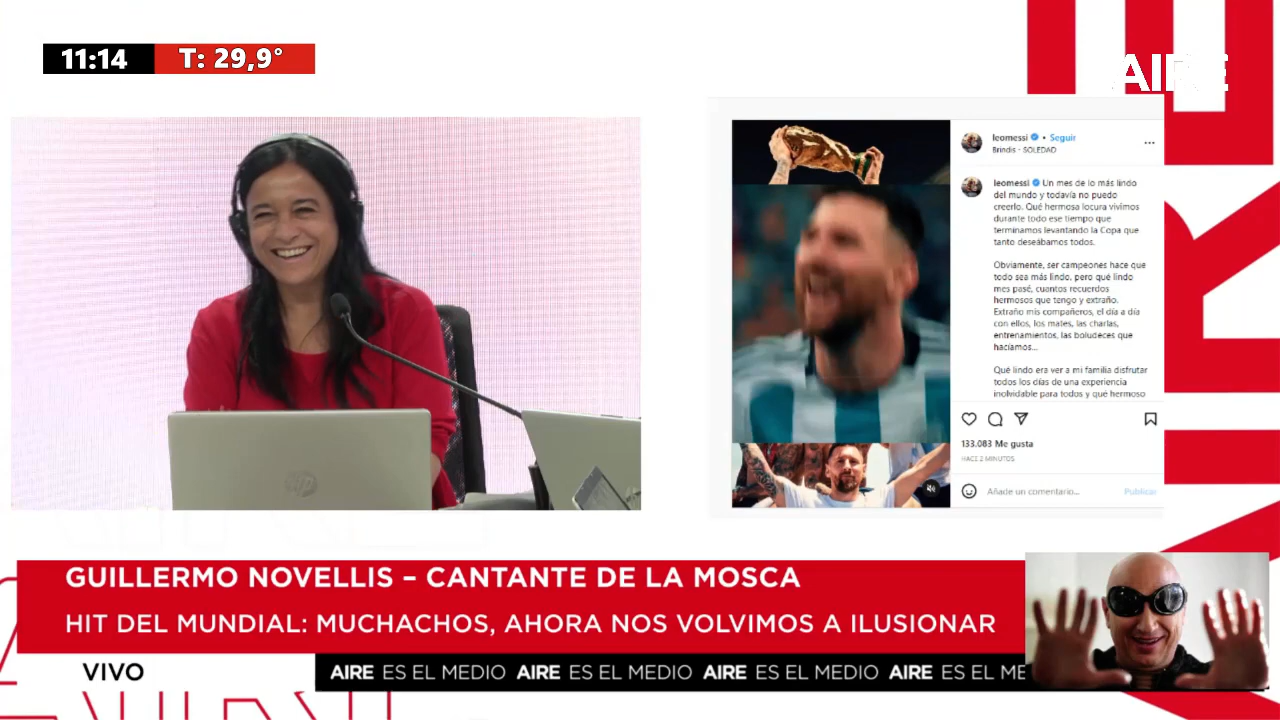 11:14 T: 29,9°
AIRE
leomessi • Seguir
Brindis - SOLEDAD
leomessi Un mes de lo más lindo
del mundo y todavía no puedo
creerlo. Qué hermosa locura vivimos
durante todo ese tiempo que
terminamos levantando la Copa que
tanto deseábamos todos.
Obviamente, ser campeones hace que
todo sea más lindo, pero qué lindo
mes pasé, cuantos recuerdos
hermosos que tengo y extraño.
Extraño mis compañeros, el día a día
con ellos, los mates, las charlas,
entrenamientos, las boludeces que
hacíamos...
Qué lindo era ver a mi familia disfrutar
todos los días de una experiencia
inolvidable para todos y qué hermoso
133.083 Me gusta
HACE 2 MINUTOS
Añade un comentario...
Publicar
hp
GUILLERMO NOVELLIS – CANTANTE DE LA MOSCA
HIT DEL MUNDIAL: MUCHACHOS, AHORA NOS VOLVIMOS A ILUSIONAR
VIVO
AIRE ES EL MEDIO AIRE ES EL MEDIO AIRE ES EL MEDIO AIRE ES EL ME